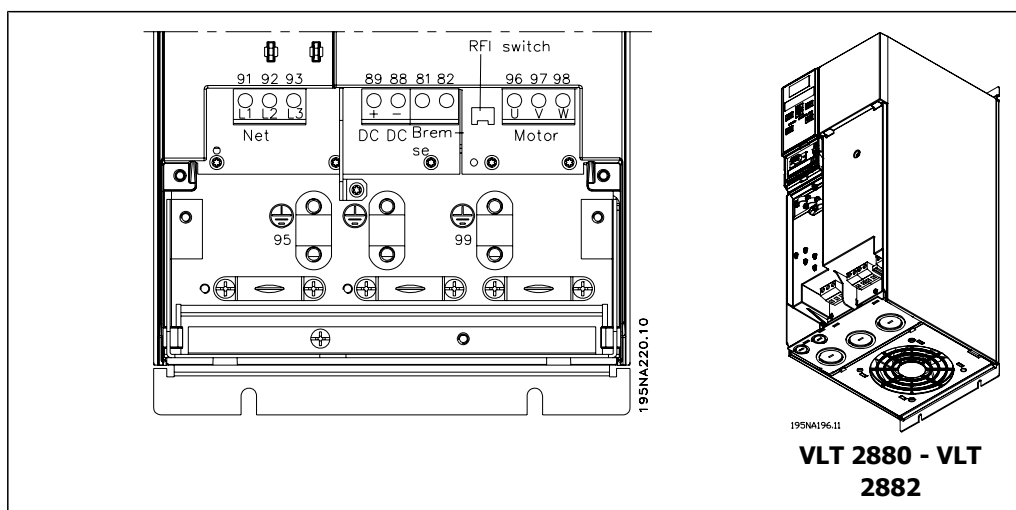 RFI switch
91 92 93
89 88 81 82
96 97 98
+ −
L1 L2 L3
U V W
Net
DC DC Brem-
se
Motor
95
99
195NA220.10
195NA196.11
VLT 2880 - VLT
2882